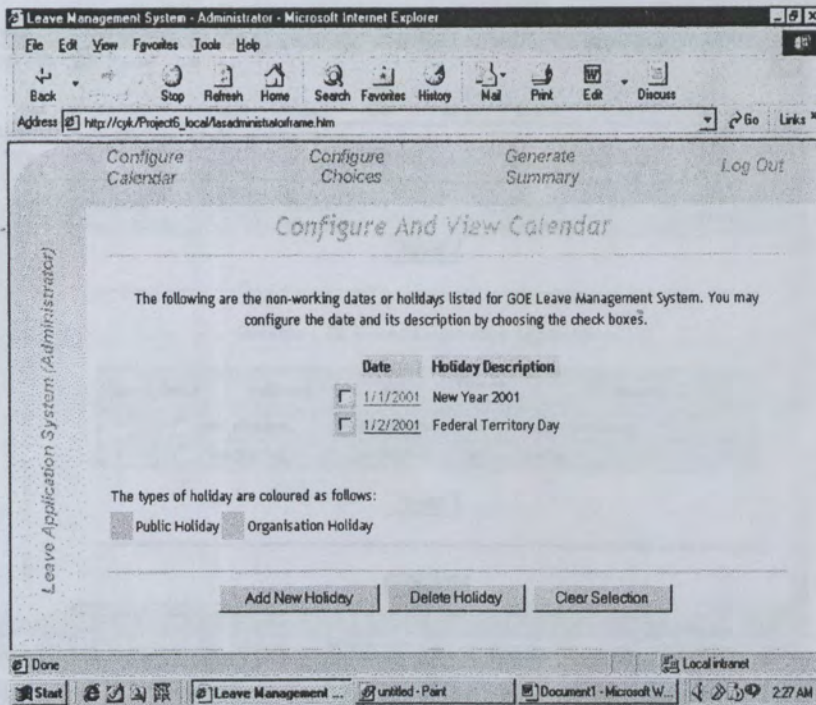 Leave Management System - Administrator - Microsoft Internet Explorer
File Edit View Favorites Tools Help
Back Stop Refresh Home Search Favorites History Mail Print Edit Discuss
Address http://cyk/Project6_local/lasadministratorframe.htm Go Links »
Configure Calendar
Configure Choices
Generate Summary
Log Out
Leave Application System (Administrator)
Configure And View Calendar
The following are the non-working dates or holidays listed for GOE Leave Management System. You may
configure the date and its description by choosing the check boxes.
Date Holiday Description
1/1/2001 New Year 2001
1/2/2001 Federal Territory Day
The types of holiday are coloured as follows:
Public Holiday Organisation Holiday
Add New Holiday Delete Holiday Clear Selection
Done Local intranet
Start Leave Management ... untitled - Paint Document1 - Microsoft W... 2:27 AM